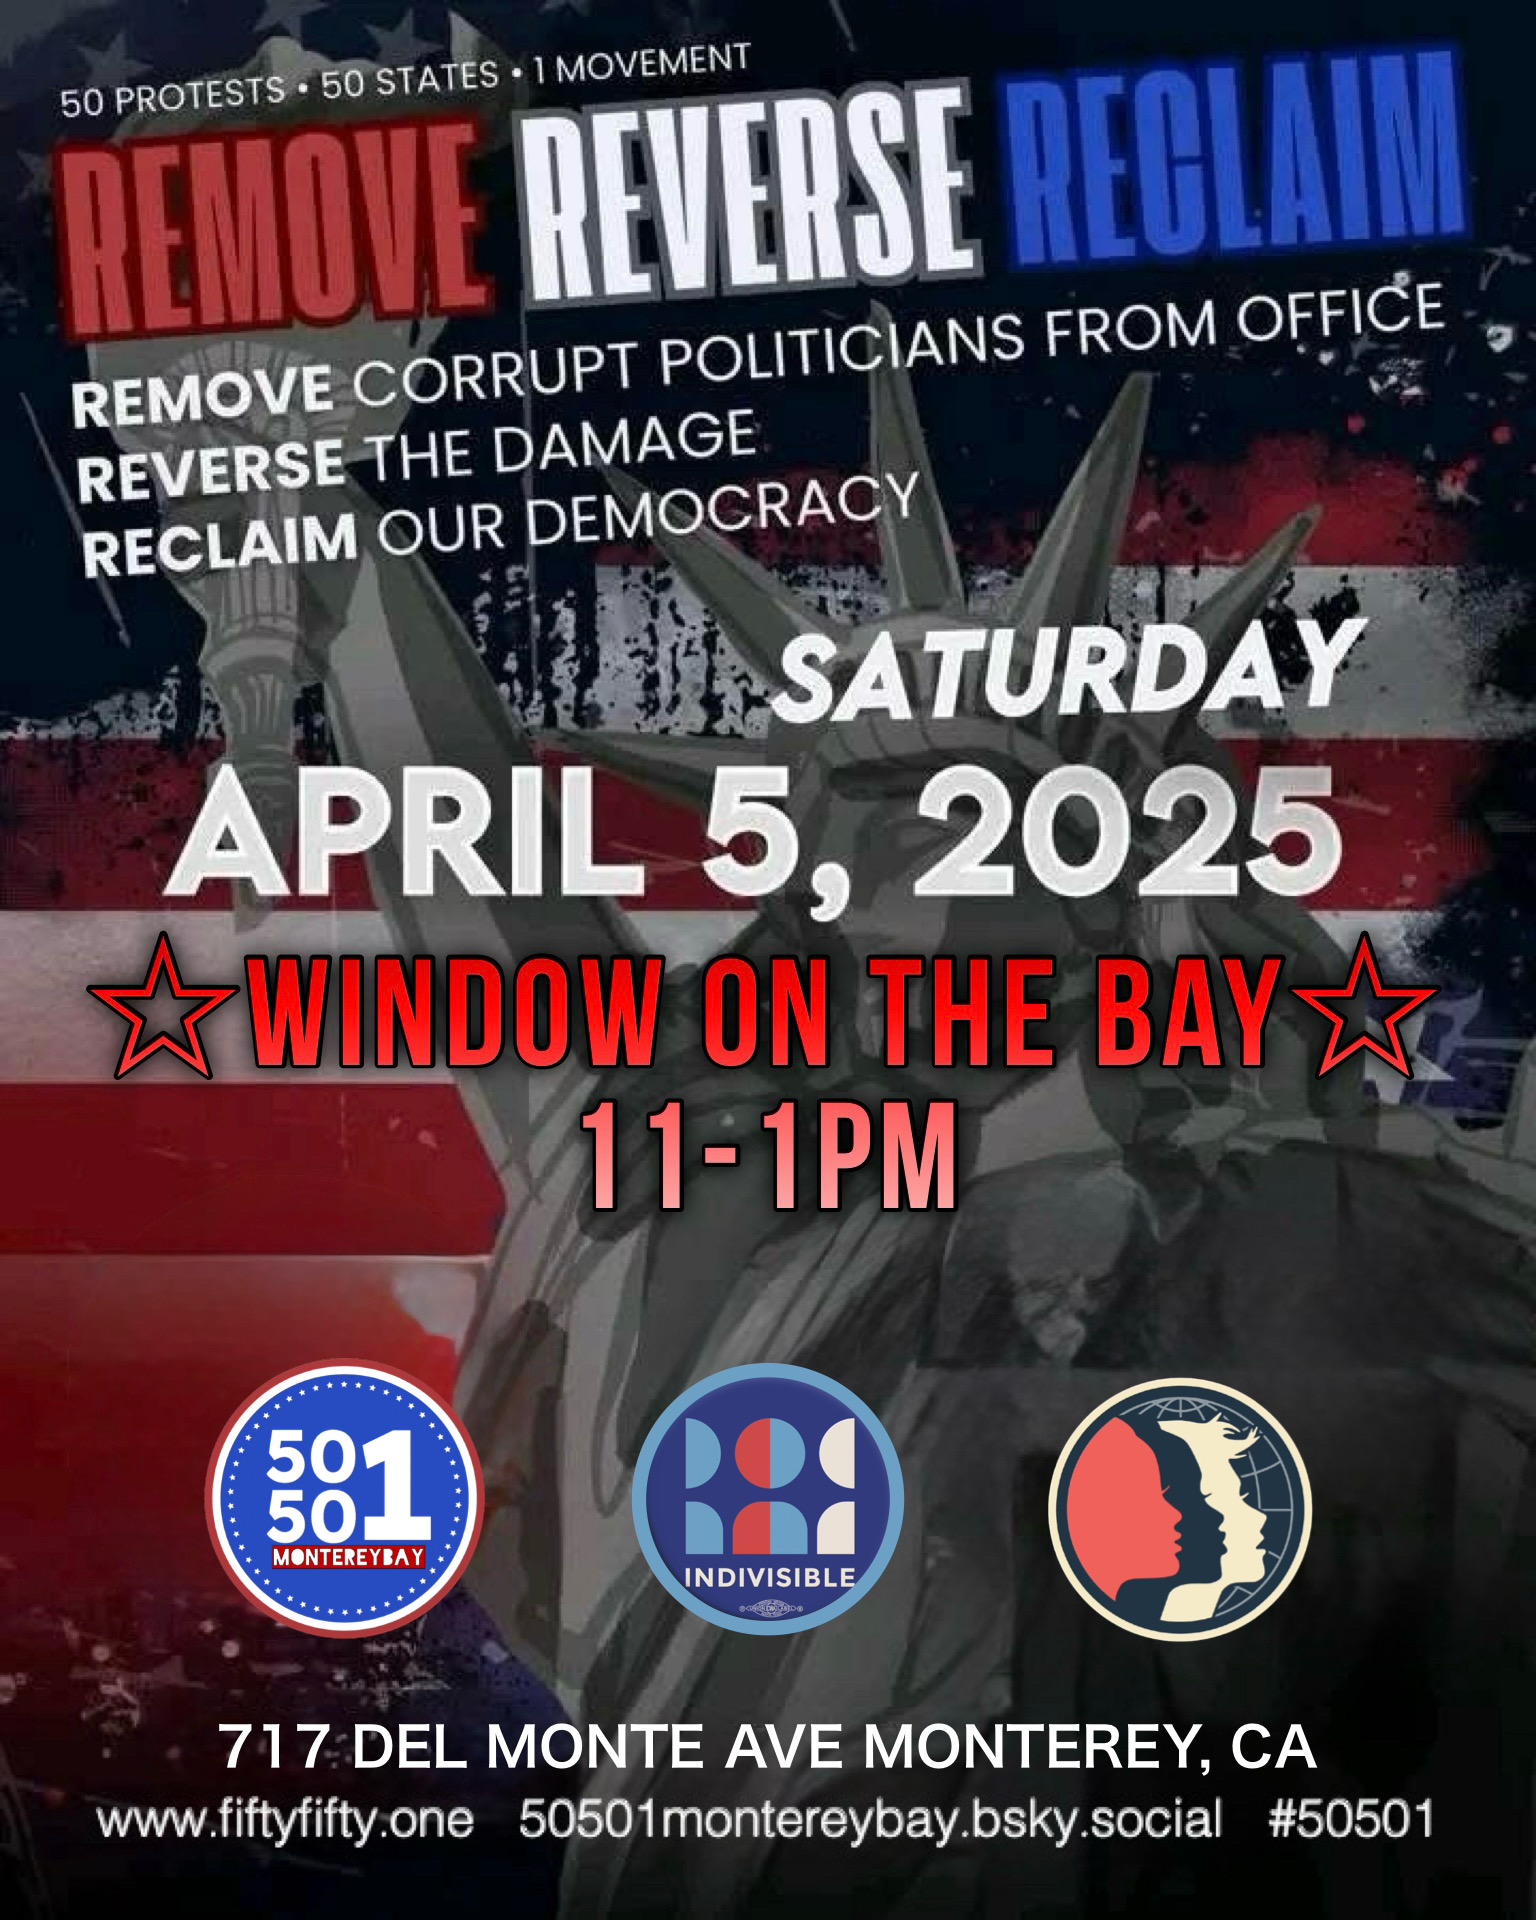 50 PROTESTS • 50 STATES • 1 MOVEMENT
REMOVE REVERSE RECLAIM
REMOVE CORRUPT POLITICIANS FROM OFFICE
REVERSE THE DAMAGE
RECLAIM OUR DEMOCRACY
SATURDAY
APRIL 5, 2025
☆WINDOW ON THE BAY☆
11-1PM
50
50
1
MONTEREYBAY
INDIVISIBLE
717 DEL MONTE AVE MONTEREY, CA
www.fiftyfifty.one 50501montereybay.bsky.social #50501